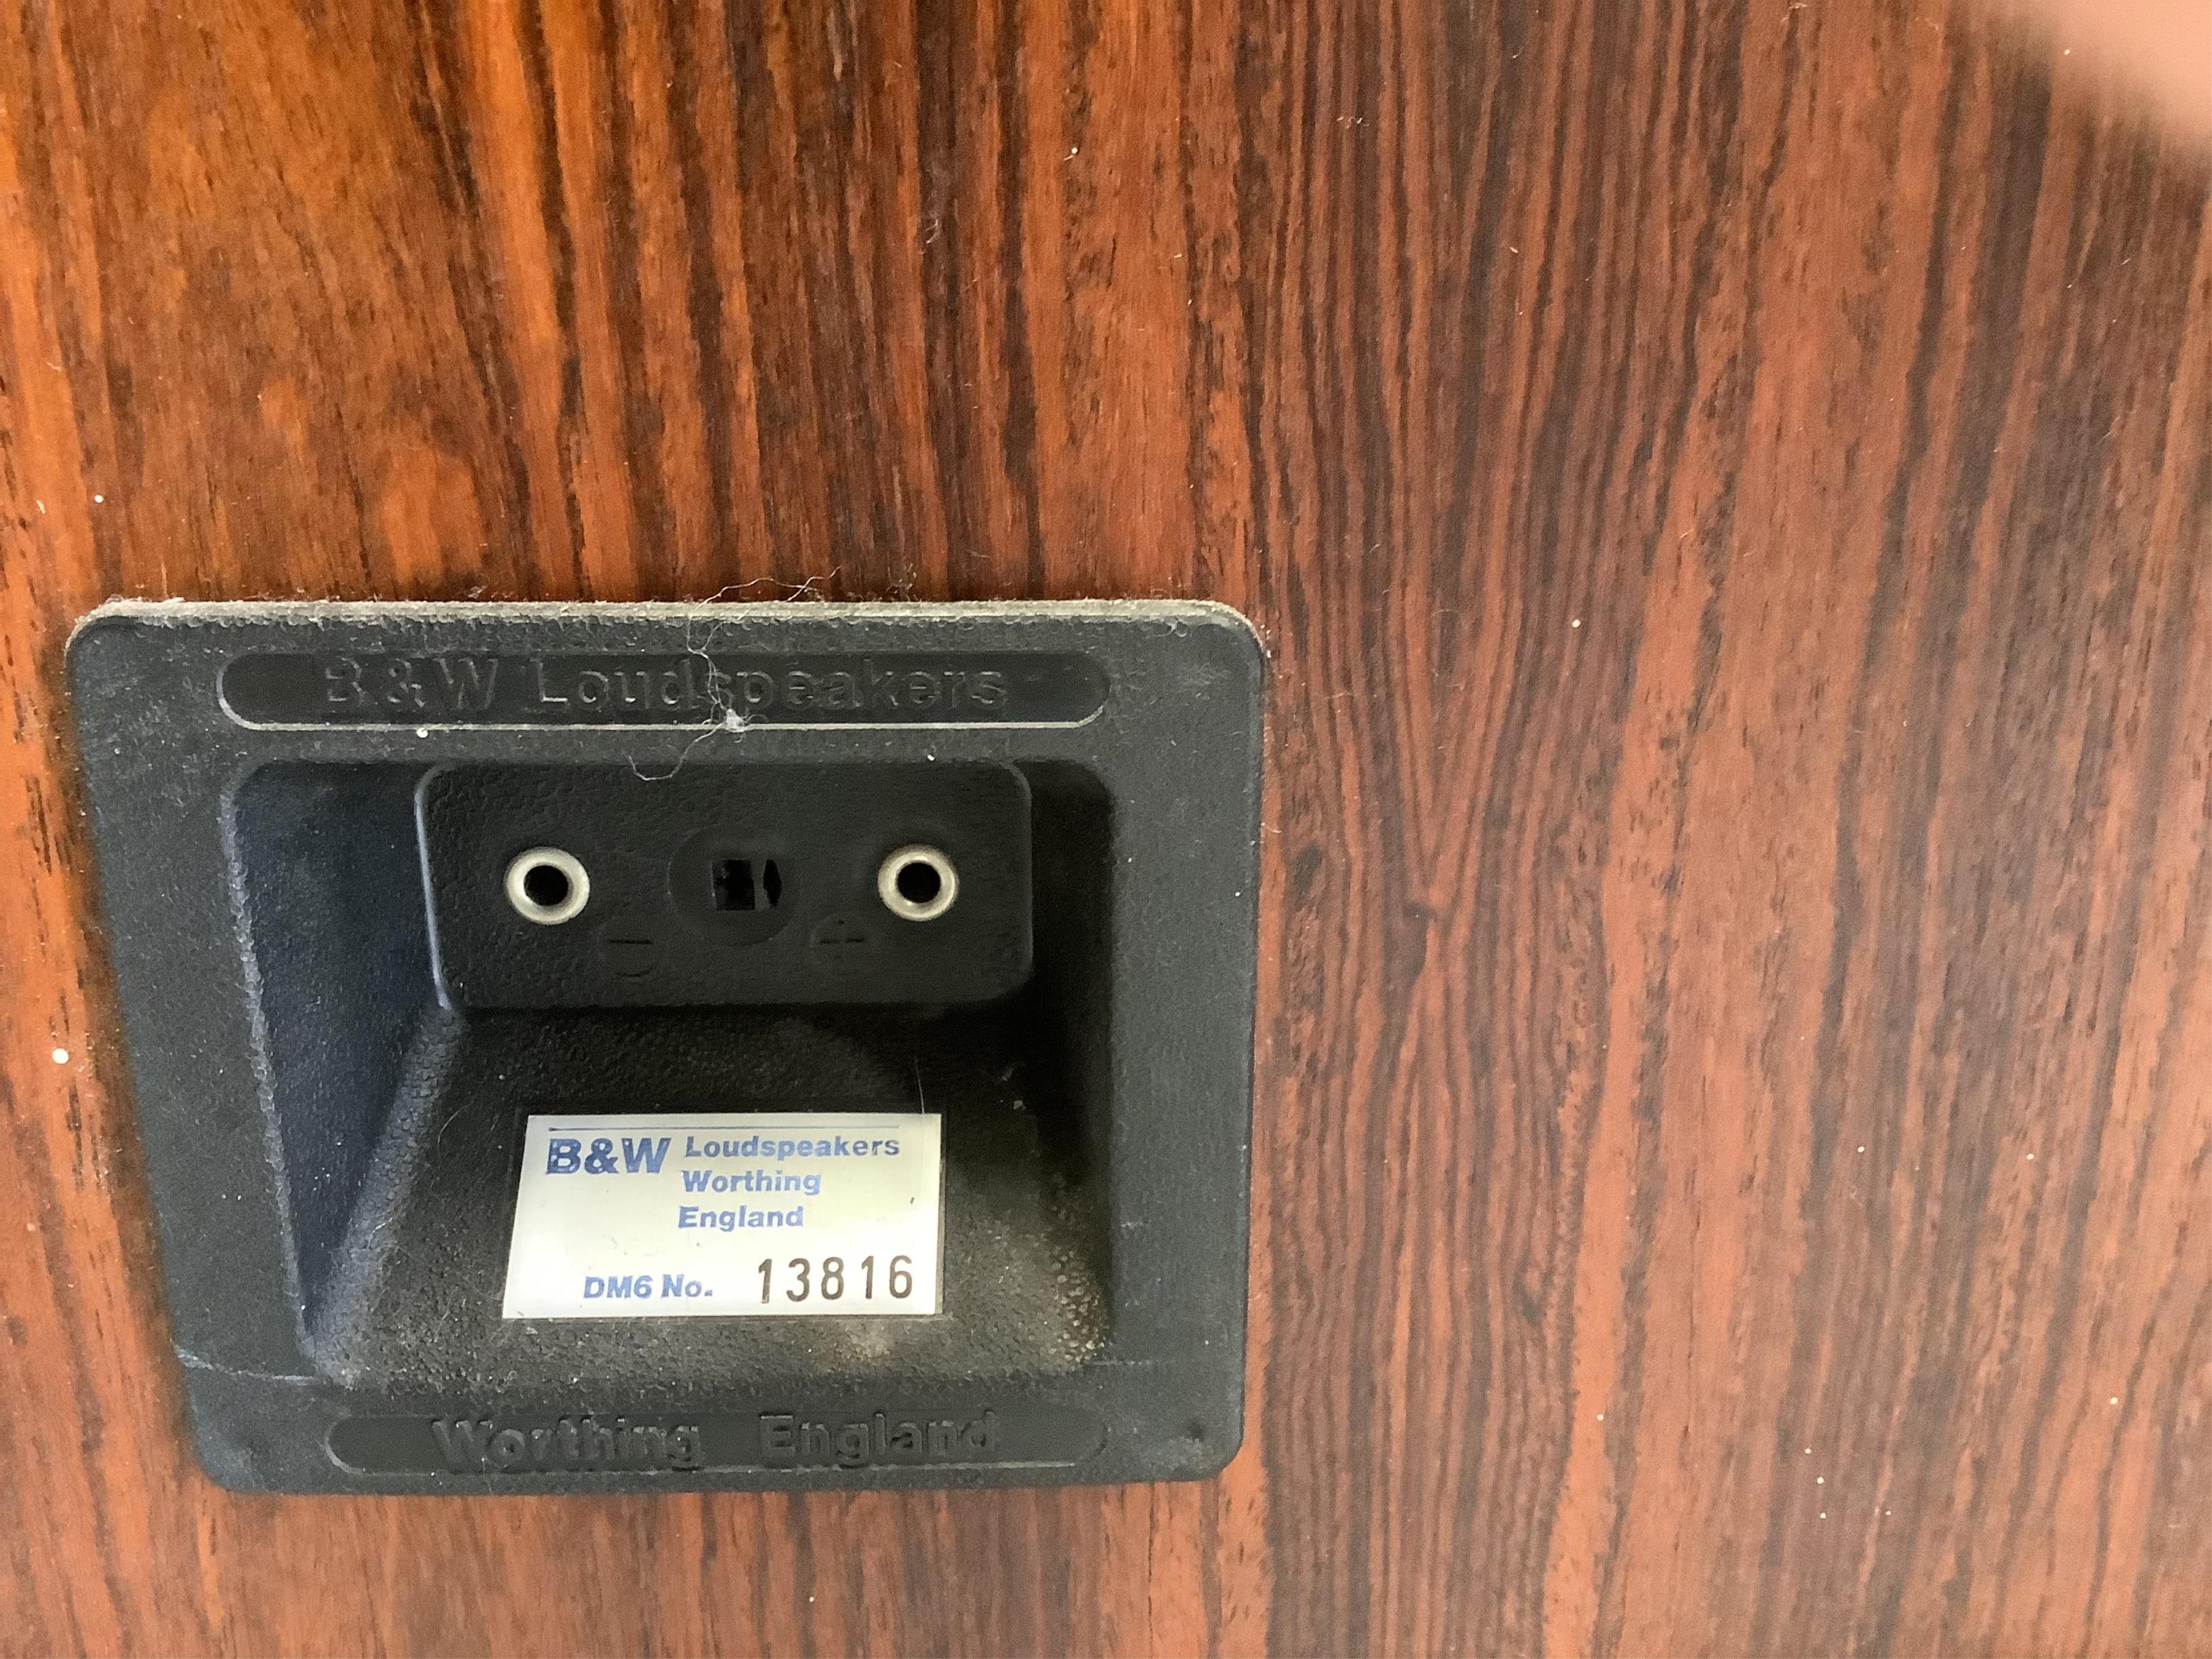 B&W Loudspeakers
− +
B&W Loudspeakers
Worthing
England
DM6 No. 13816
Worthing England